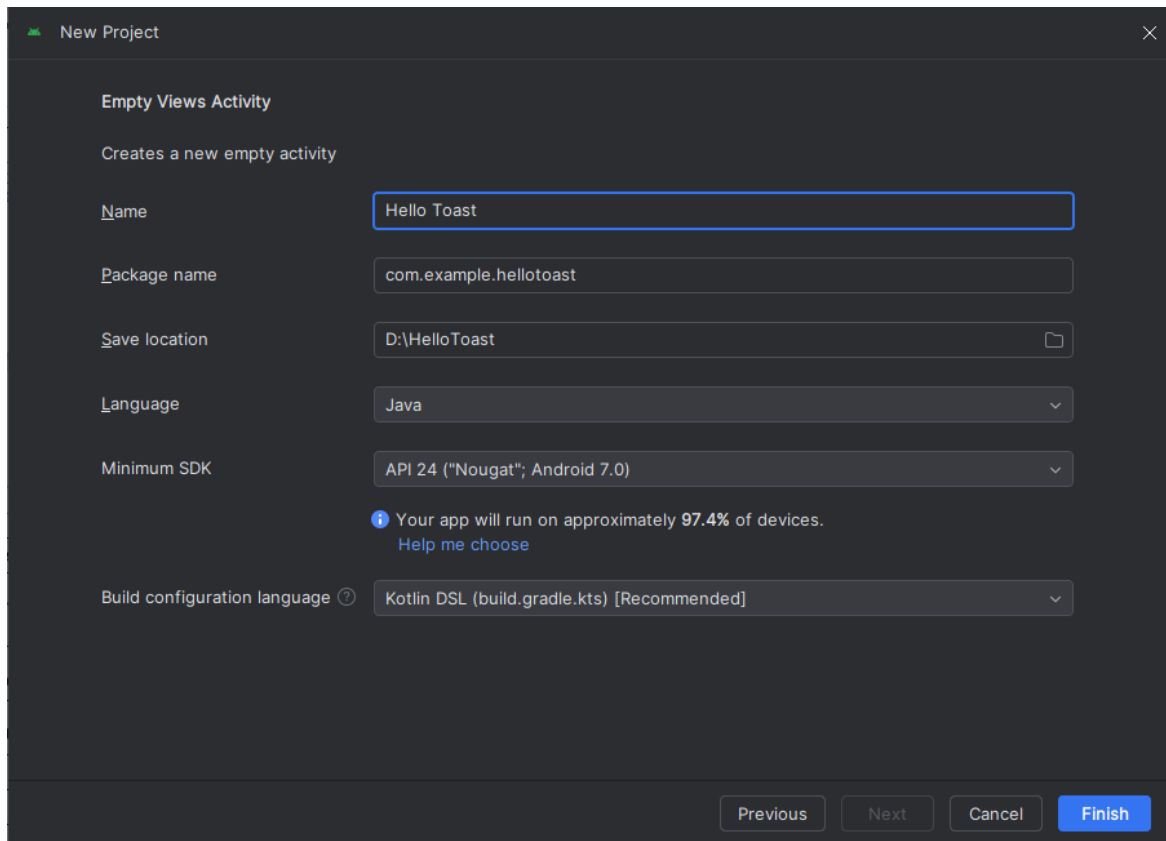 New Project
Empty Views Activity
Creates a new empty activity
Name
Hello Toast
Package name
com.example.hellotoast
Save location
D:\HelloToast
Language
Java
Minimum SDK
API 24 ("Nougat"; Android 7.0)
Your app will run on approximately 97.4% of devices.
Help me choose
Build configuration language ?
Kotlin DSL (build.gradle.kts) [Recommended]
Previous
Next
Cancel
Finish